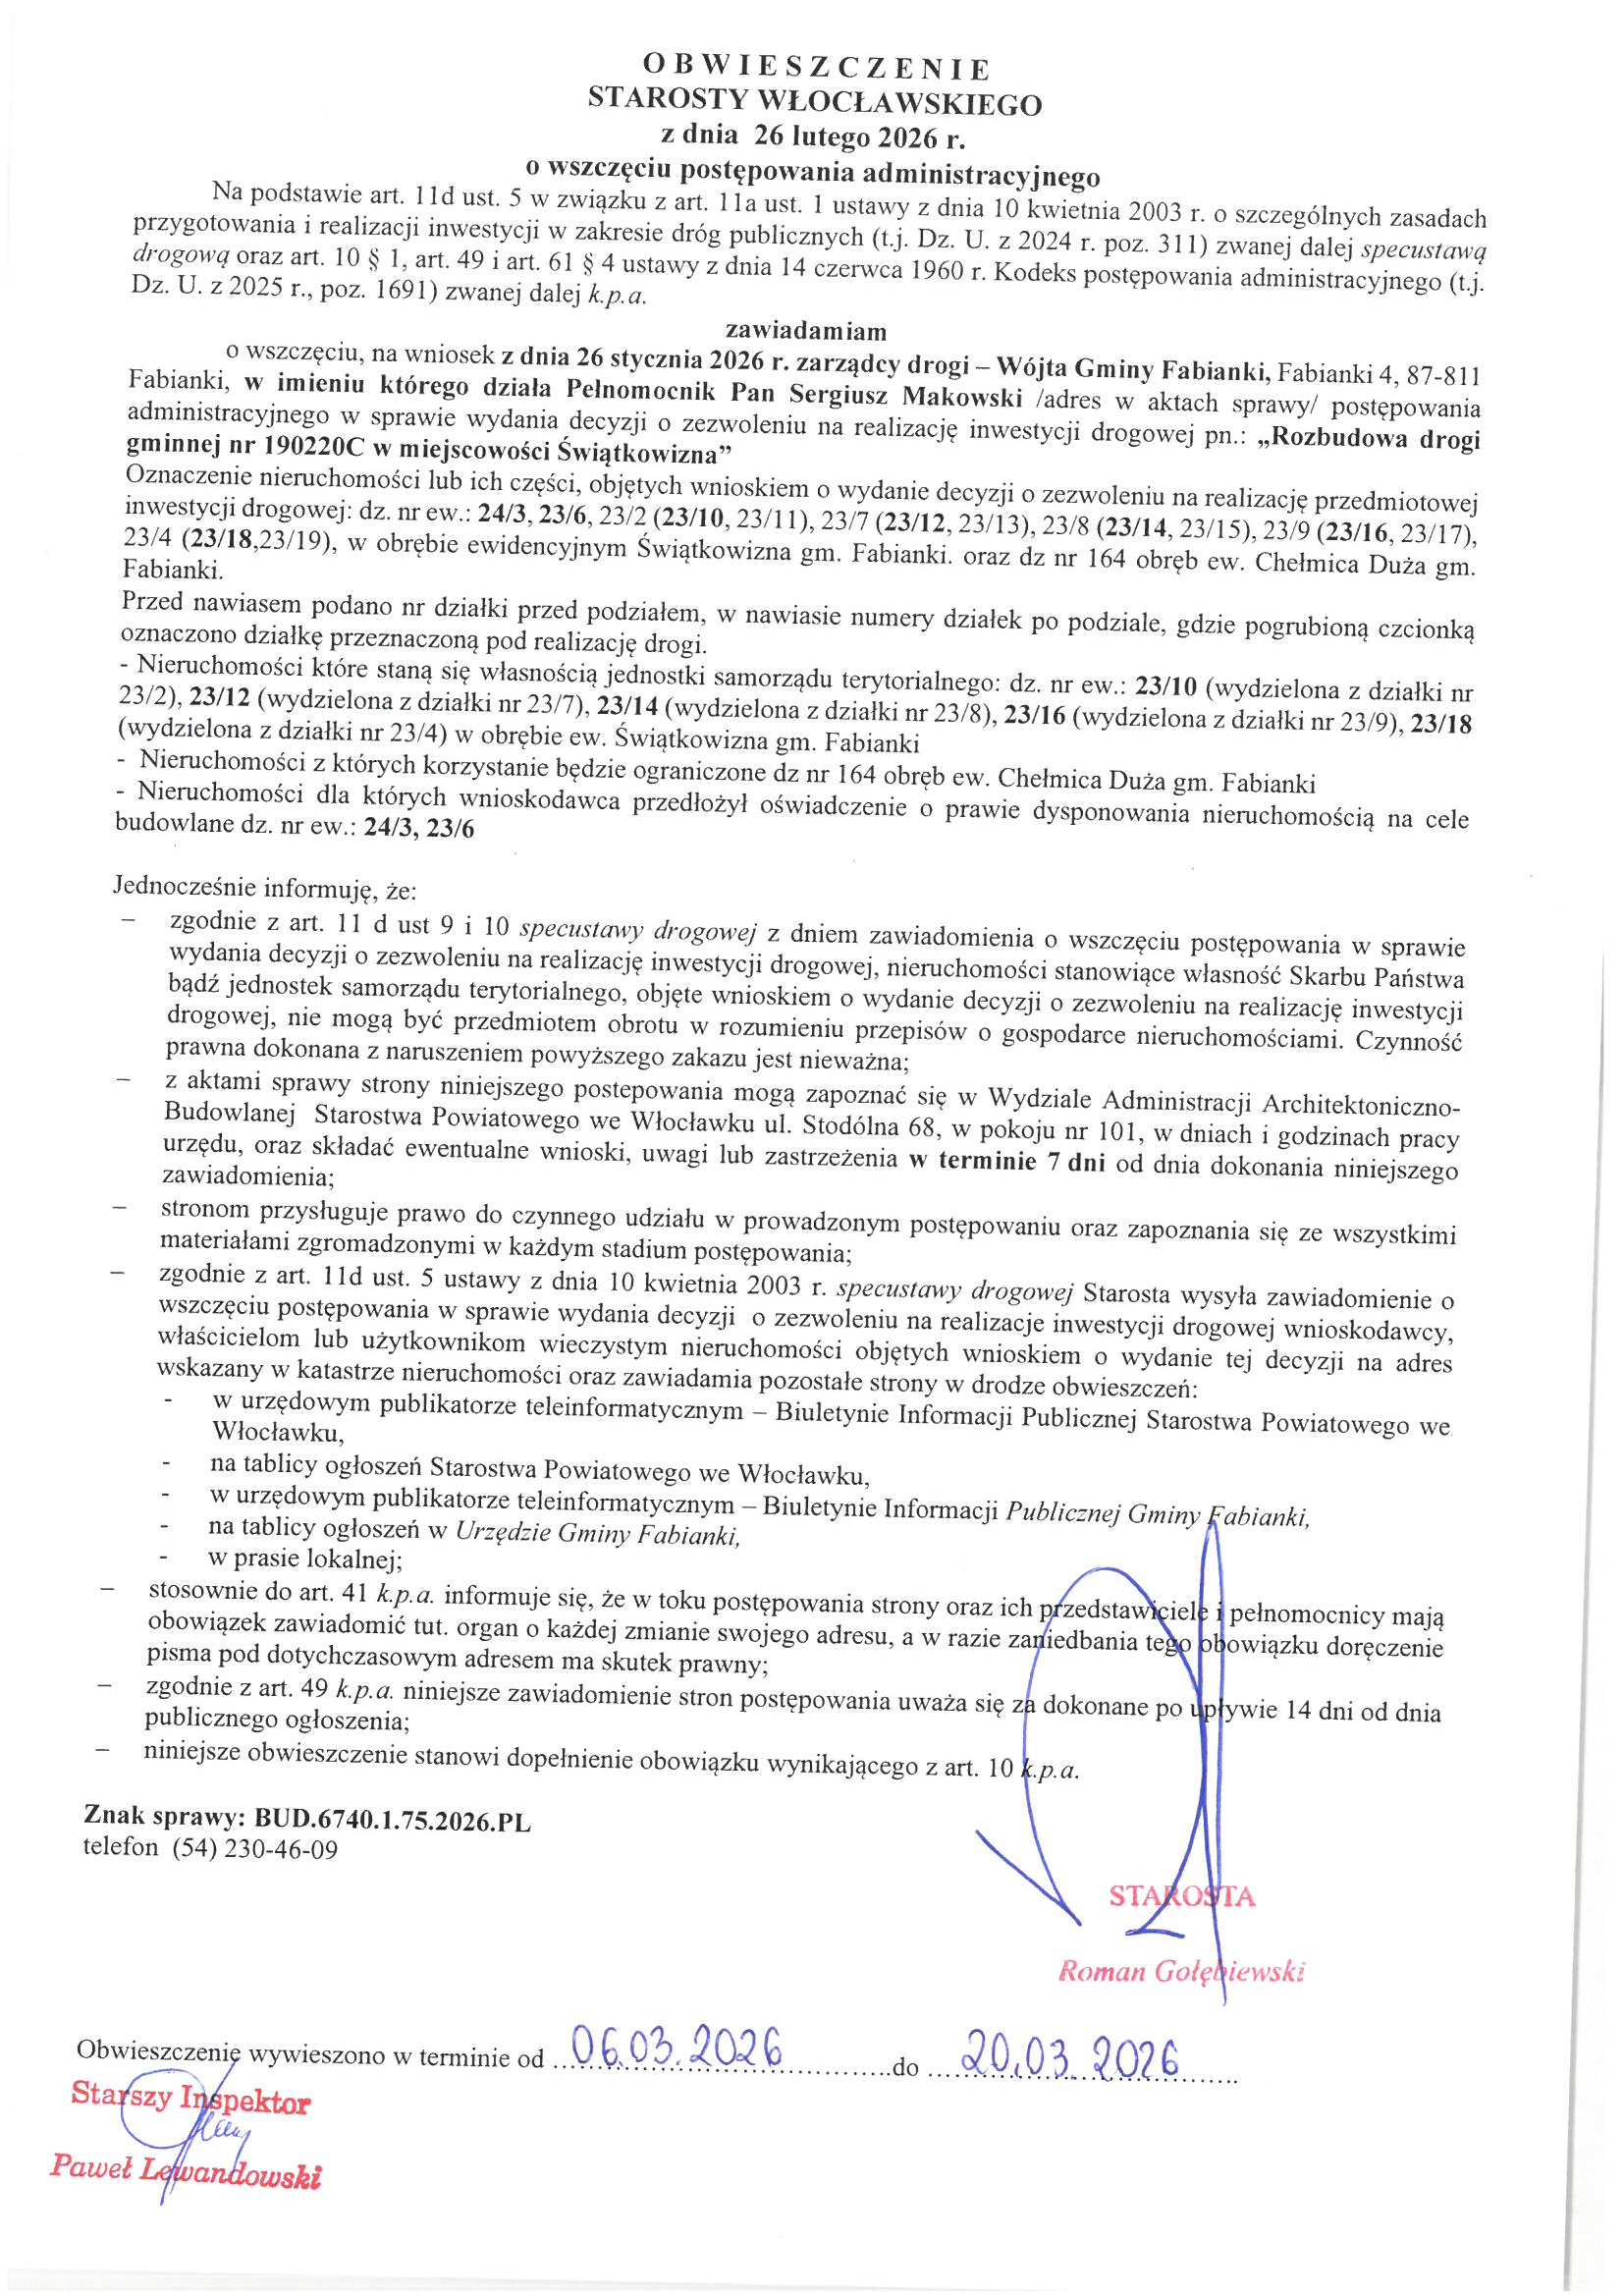 O B W I E S Z C Z E N I E
STAROSTY WŁOCŁAWSKIEGO
z dnia 26 lutego 2026 r.
o wszczęciu postępowania administracyjnego
Na podstawie art. 11d ust. 5 w związku z art. 11a ust. 1 ustawy z dnia 10 kwietnia 2003 r. o szczególnych zasadach
przygotowania i realizacji inwestycji w zakresie dróg publicznych (t.j. Dz. U. z 2024 r. poz. 311) zwanej dalej specustawą
drogową oraz art. 10 § 1, art. 49 i art. 61 § 4 ustawy z dnia 14 czerwca 1960 r. Kodeks postępowania administracyjnego (t.j.
Dz. U. z 2025 r., poz. 1691) zwanej dalej k.p.a.
zawiadamiam
o wszczęciu, na wniosek z dnia 26 stycznia 2026 r. zarządcy drogi – Wójta Gminy Fabianki, Fabianki 4, 87-811
Fabianki, w imieniu którego działa Pełnomocnik Pan Sergiusz Makowski /adres w aktach sprawy/ postępowania
administracyjnego w sprawie wydania decyzji o zezwoleniu na realizację inwestycji drogowej pn.: „Rozbudowa drogi
gminnej nr 190220C w miejscowości Świątkowizna”
Oznaczenie nieruchomości lub ich części, objętych wnioskiem o wydanie decyzji o zezwoleniu na realizację przedmiotowej
inwestycji drogowej: dz. nr ew.: 24/3, 23/6, 23/2 (23/10, 23/11), 23/7 (23/12, 23/13), 23/8 (23/14, 23/15), 23/9 (23/16, 23/17),
23/4 (23/18,23/19), w obrębie ewidencyjnym Świątkowizna gm. Fabianki. oraz dz nr 164 obręb ew. Chełmica Duża gm.
Fabianki.
Przed nawiasem podano nr działki przed podziałem, w nawiasie numery działek po podziale, gdzie pogrubioną czcionką
oznaczono działkę przeznaczoną pod realizację drogi.
- Nieruchomości które staną się własnością jednostki samorządu terytorialnego: dz. nr ew.: 23/10 (wydzielona z działki nr
23/2), 23/12 (wydzielona z działki nr 23/7), 23/14 (wydzielona z działki nr 23/8), 23/16 (wydzielona z działki nr 23/9), 23/18
(wydzielona z działki nr 23/4) w obrębie ew. Świątkowizna gm. Fabianki
- Nieruchomości z których korzystanie będzie ograniczone dz nr 164 obręb ew. Chełmica Duża gm. Fabianki
- Nieruchomości dla których wnioskodawca przedłożył oświadczenie o prawie dysponowania nieruchomością na cele
budowlane dz. nr ew.: 24/3, 23/6
Jednocześnie informuję, że:
– zgodnie z art. 11 d ust 9 i 10 specustawy drogowej z dniem zawiadomienia o wszczęciu postępowania w sprawie
wydania decyzji o zezwoleniu na realizację inwestycji drogowej, nieruchomości stanowiące własność Skarbu Państwa
bądź jednostek samorządu terytorialnego, objęte wnioskiem o wydanie decyzji o zezwoleniu na realizację inwestycji
drogowej, nie mogą być przedmiotem obrotu w rozumieniu przepisów o gospodarce nieruchomościami. Czynność
prawna dokonana z naruszeniem powyższego zakazu jest nieważna;
– z aktami sprawy strony niniejszego postepowania mogą zapoznać się w Wydziale Administracji Architektoniczno-
Budowlanej Starostwa Powiatowego we Włocławku ul. Stodólna 68, w pokoju nr 101, w dniach i godzinach pracy
urzędu, oraz składać ewentualne wnioski, uwagi lub zastrzeżenia w terminie 7 dni od dnia dokonania niniejszego
zawiadomienia;
– stronom przysługuje prawo do czynnego udziału w prowadzonym postępowaniu oraz zapoznania się ze wszystkimi
materiałami zgromadzonymi w każdym stadium postępowania;
– zgodnie z art. 11d ust. 5 ustawy z dnia 10 kwietnia 2003 r. specustawy drogowej Starosta wysyła zawiadomienie o
wszczęciu postępowania w sprawie wydania decyzji o zezwoleniu na realizacje inwestycji drogowej wnioskodawcy,
właścicielom lub użytkownikom wieczystym nieruchomości objętych wnioskiem o wydanie tej decyzji na adres
wskazany w katastrze nieruchomości oraz zawiadamia pozostałe strony w drodze obwieszczeń:
- w urzędowym publikatorze teleinformatycznym – Biuletynie Informacji Publicznej Starostwa Powiatowego we
Włocławku,
- na tablicy ogłoszeń Starostwa Powiatowego we Włocławku,
- w urzędowym publikatorze teleinformatycznym – Biuletynie Informacji Publicznej Gminy Fabianki,
- na tablicy ogłoszeń w Urzędzie Gminy Fabianki,
- w prasie lokalnej;
– stosownie do art. 41 k.p.a. informuje się, że w toku postępowania strony oraz ich przedstawiciele i pełnomocnicy mają
obowiązek zawiadomić tut. organ o każdej zmianie swojego adresu, a w razie zaniedbania tego obowiązku doręczenie
pisma pod dotychczasowym adresem ma skutek prawny;
– zgodnie z art. 49 k.p.a. niniejsze zawiadomienie stron postępowania uważa się za dokonane po upływie 14 dni od dnia
publicznego ogłoszenia;
– niniejsze obwieszczenie stanowi dopełnienie obowiązku wynikającego z art. 10 k.p.a.
Znak sprawy: BUD.6740.1.75.2026.PL
telefon (54) 230-46-09
STAROSTA
Roman Gołębiewski
Obwieszczenie wywieszono w terminie od ...06.03.2026...do ...20.03.2026...
Starszy Inspektor
Paweł Lewandowski